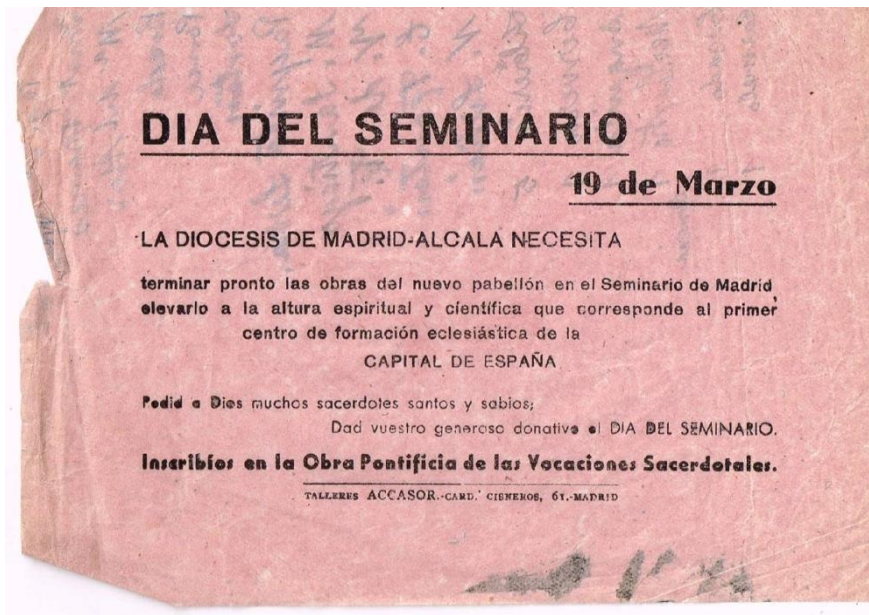 DIA DEL SEMINARIO
19 de Marzo
LA DIOCESIS DE MADRID-ALCALA NECESITA
terminar pronto las obras del nuevo pabellón en el Seminario de Madrid,
elevarlo a la altura espiritual y científica que corresponde al primer
centro de formación eclesiástica de la
CAPITAL DE ESPAÑA
Pedid a Dios muchos sacerdotes santos y sabios;
Dad vuestro generoso donativo el DIA DEL SEMINARIO.
Inscribíos en la Obra Pontificia de las Vocaciones Sacerdotales.
TALLERES ACCASOR.-CARD.' CISNEROS, 61.-MADRID